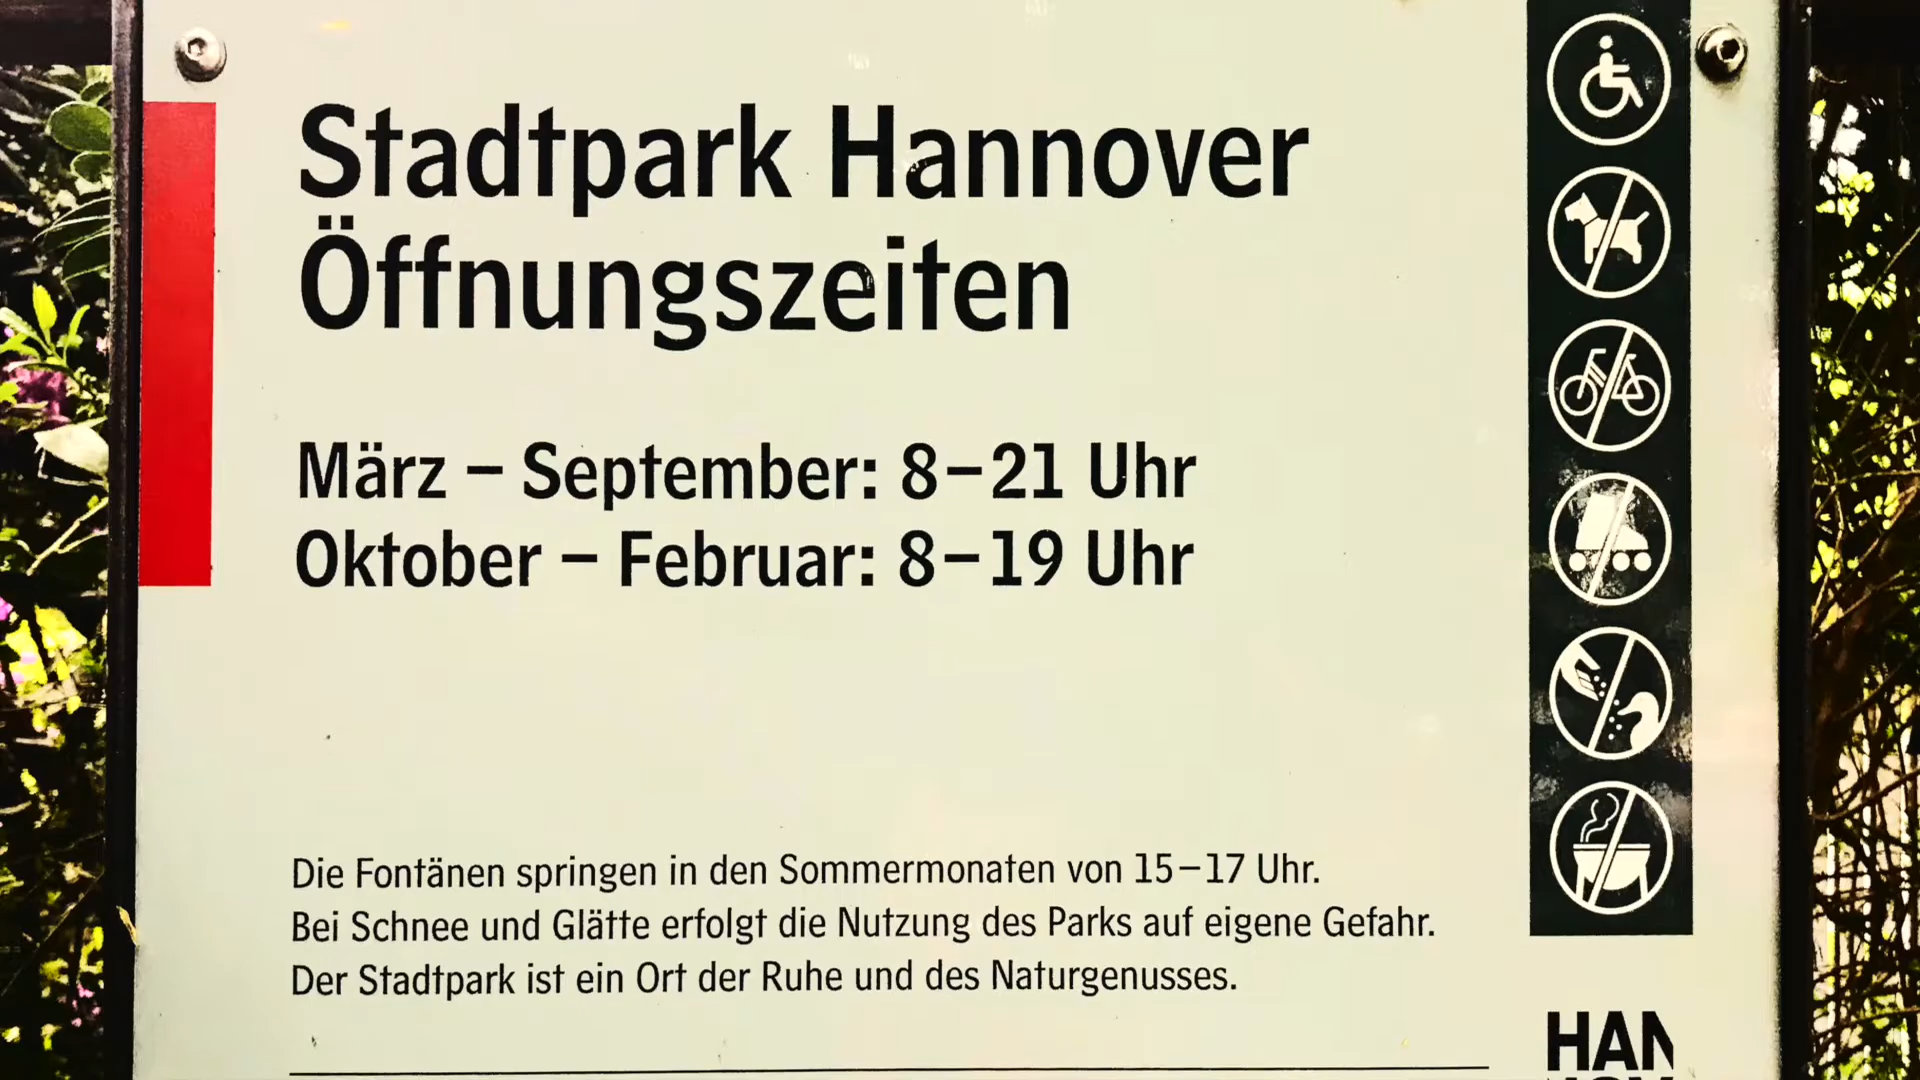 Stadtpark Hannover
Öffnungszeiten
März – September: 8–21 Uhr
Oktober – Februar: 8–19 Uhr
Die Fontänen springen in den Sommermonaten von 15–17 Uhr.
Bei Schnee und Glätte erfolgt die Nutzung des Parks auf eigene Gefahr.
Der Stadtpark ist ein Ort der Ruhe und des Naturgenusses.
HAN